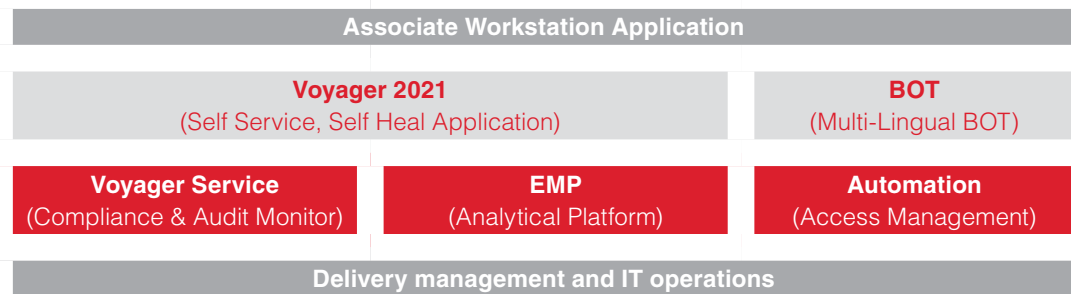 Associate Workstation Application
Voyager 2021
(Self Service, Self Heal Application)
BOT
(Multi-Lingual BOT)
Voyager Service
(Compliance & Audit Monitor)
EMP
(Analytical Platform)
Automation
(Access Management)
Delivery management and IT operations